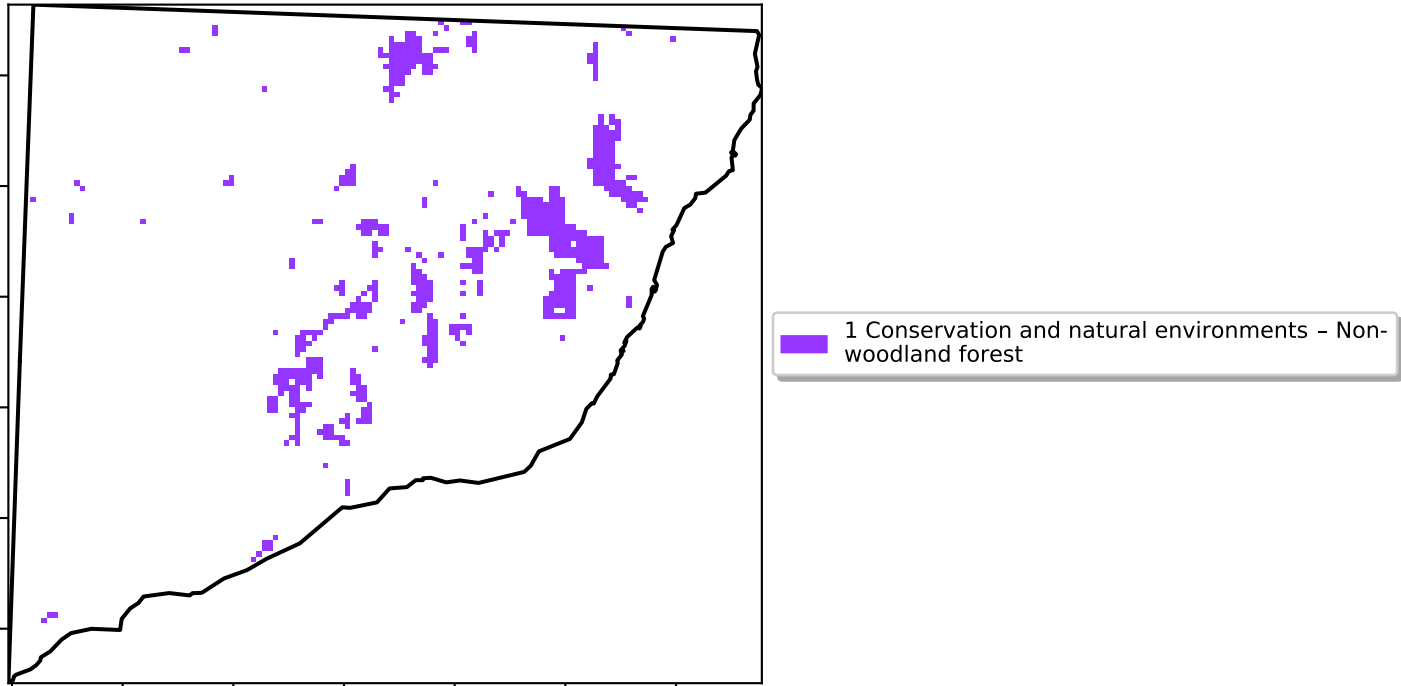 1 Conservation and natural environments – Non-
woodland forest